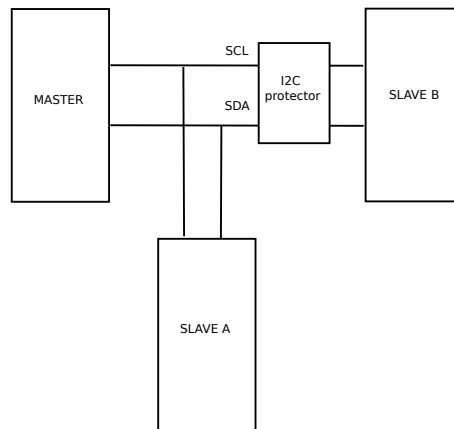 SCL
I2C
protector
MASTER
SLAVE B
SDA
SLAVE A